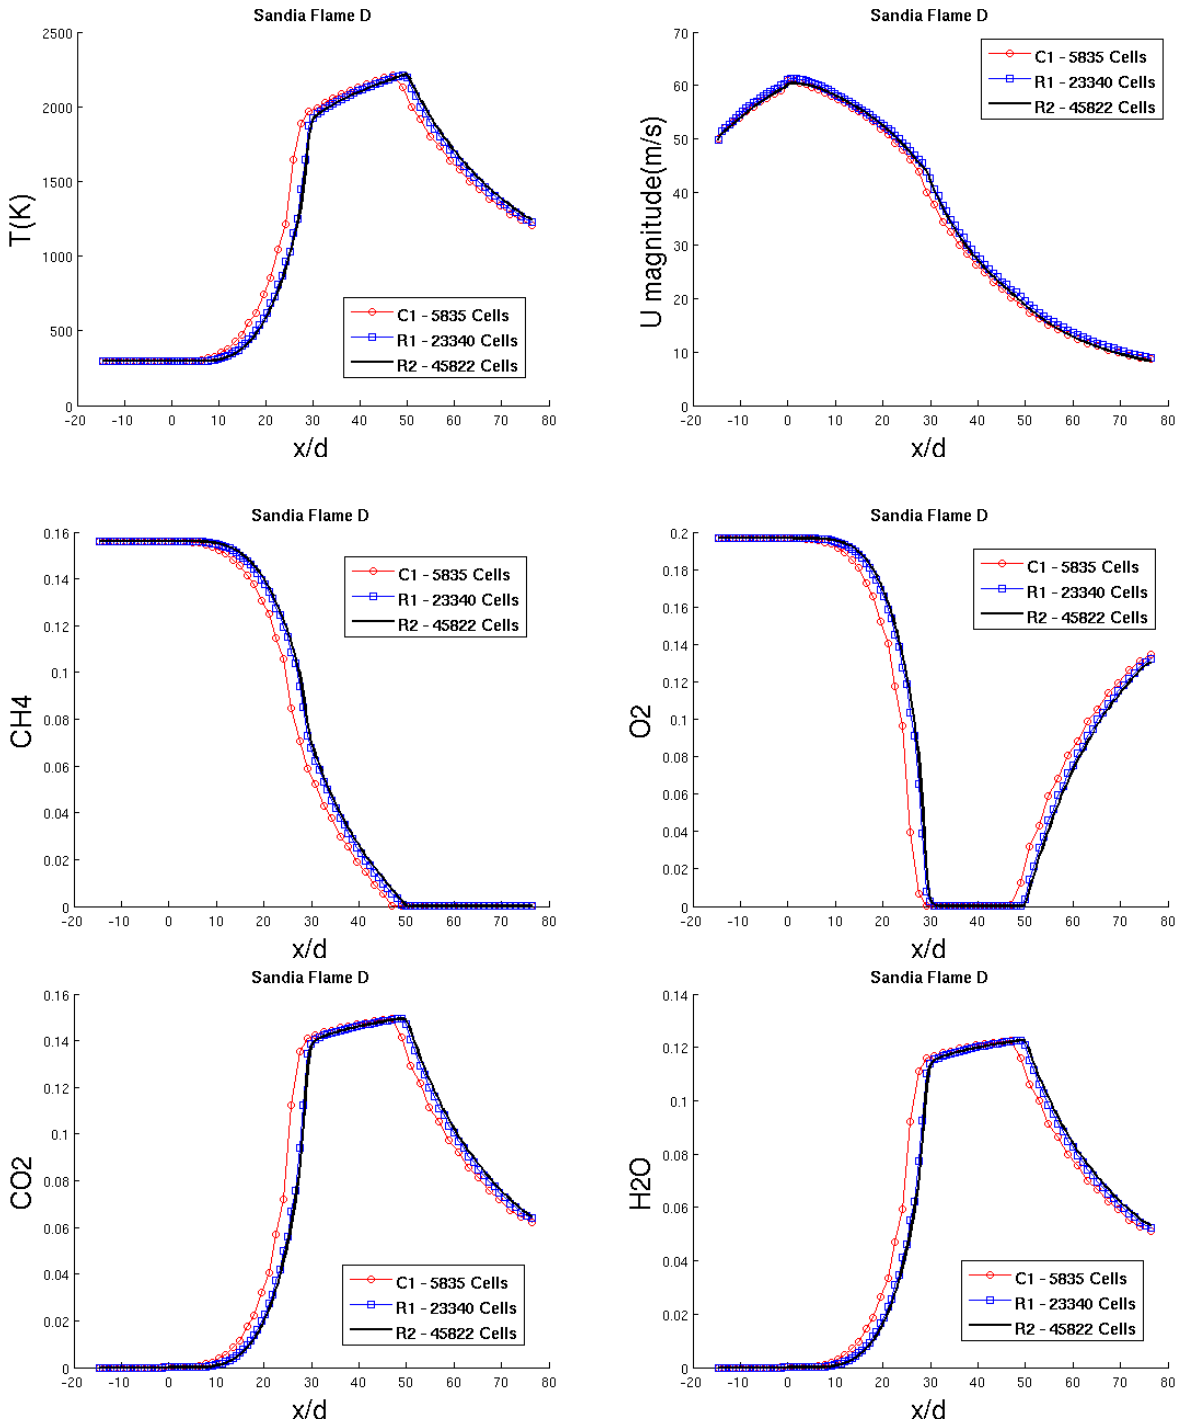 Sandia Flame D
2500
2000
1500
1000
500
0
T(K)
-20 -10 0 10 20 30 40 50 60 70 80
x/d
C1 - 5835 Cells
R1 - 23340 Cells
R2 - 45822 Cells
Sandia Flame D
70
60
50
40
30
20
10
0
U magnitude(m/s)
-20 -10 0 10 20 30 40 50 60 70 80
x/d
C1 - 5835 Cells
R1 - 23340 Cells
R2 - 45822 Cells
Sandia Flame D
0.16
0.14
0.12
0.1
0.08
0.06
0.04
0.02
0
CH4
-20 -10 0 10 20 30 40 50 60 70 80
x/d
C1 - 5835 Cells
R1 - 23340 Cells
R2 - 45822 Cells
Sandia Flame D
0.2
0.18
0.16
0.14
0.12
0.1
0.08
0.06
0.04
0.02
0
O2
-20 -10 0 10 20 30 40 50 60 70 80
x/d
C1 - 5835 Cells
R1 - 23340 Cells
R2 - 45822 Cells
Sandia Flame D
0.16
0.14
0.12
0.1
0.08
0.06
0.04
0.02
0
CO2
-20 -10 0 10 20 30 40 50 60 70 80
x/d
C1 - 5835 Cells
R1 - 23340 Cells
R2 - 45822 Cells
Sandia Flame D
0.14
0.12
0.1
0.08
0.06
0.04
0.02
0
H2O
-20 -10 0 10 20 30 40 50 60 70 80
x/d
C1 - 5835 Cells
R1 - 23340 Cells
R2 - 45822 Cells